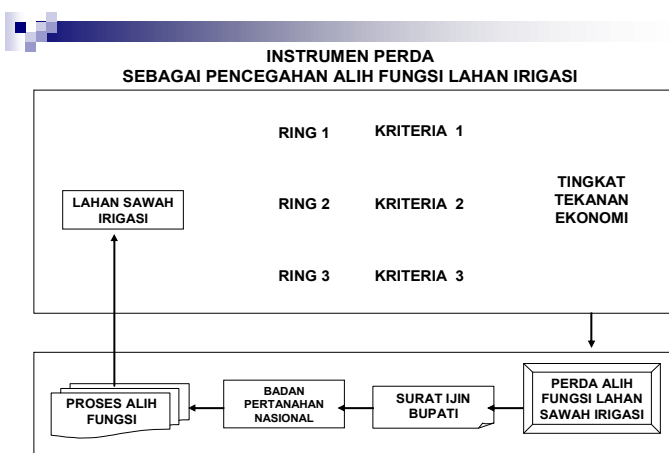 INSTRUMEN PERDA
SEBAGAI PENCEGAHAN ALIH FUNGSI LAHAN IRIGASI
RING 1 KRITERIA 1
LAHAN SAWAH
IRIGASI
RING 2 KRITERIA 2
TINGKAT
TEKANAN
EKONOMI
RING 3 KRITERIA 3
PROSES ALIH
FUNGSI
BADAN
PERTANAHAN
NASIONAL
SURAT IJIN
BUPATI
PERDA ALIH
FUNGSI LAHAN
SAWAH IRIGASI